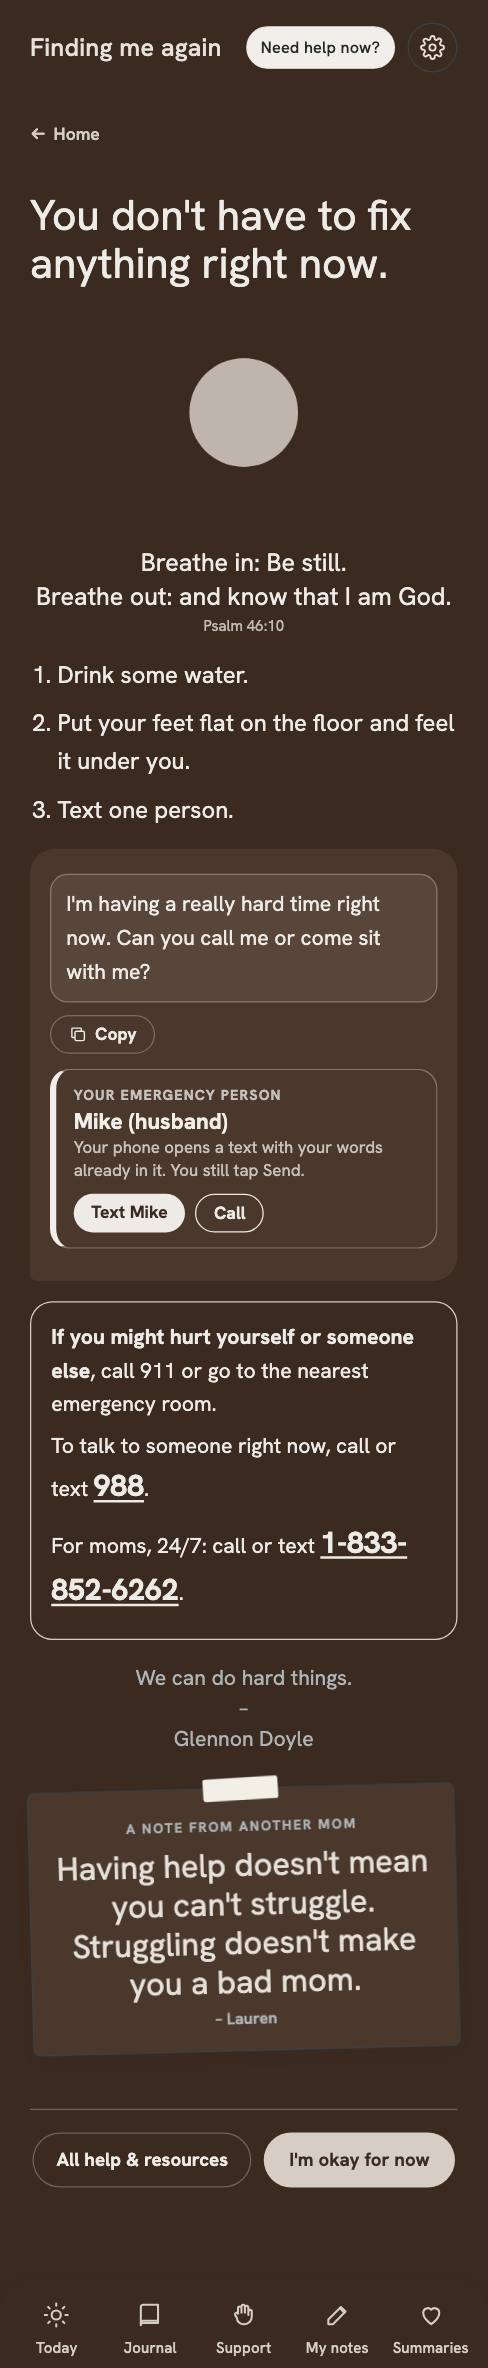 Finding me again
Need help now?
← Home
You don't have to fix
anything right now.
Breathe in: Be still.
Breathe out: and know that I am God.
Psalm 46:10
1. Drink some water.
2. Put your feet flat on the floor and feel
it under you.
3. Text one person.
I'm having a really hard time right
now. Can you call me or come sit
with me?
Copy
YOUR EMERGENCY PERSON
Mike (husband)
Your phone opens a text with your words
already in it. You still tap Send.
Text Mike
Call
If you might hurt yourself or someone
else, call 911 or go to the nearest
emergency room.
To talk to someone right now, call or
text 988.
For moms, 24/7: call or text 1-833-
852-6262.
We can do hard things.
–
Glennon Doyle
A NOTE FROM ANOTHER MOM
Having help doesn't mean
you can't struggle.
Struggling doesn't make
you a bad mom.
– Lauren
All help & resources
I'm okay for now
Today
Journal
Support
My notes
Summaries